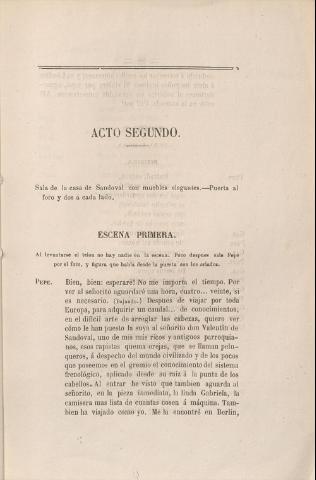 ACTO SEGUNDO.
Sala de la casa de Sandoval con muebles elegantes.—Puerta al
foro y dos á cada lado.
ESCENA PRIMERA.
Al levantarse el telon no hay nadie en la escena. Poco despues sale Pepe
por el foro, y figura que habla desde la puerta con los criados.
PEPE. Bien, bien: esperaré! No me importa el tiempo. Por
ver al señorito aguardaré una hora, cuatro... veinte, si
es necesario. (Bajando.) Despues de viajar por toda
Europa, para adquirir un caudal... de conocimientos,
en el difícil arte de arreglar las cabezas, quiero ver
cómo le han puesto la suya al señorito don Valentin de
Sandoval, uno de mis mas ricos y antiguos parroquia-
nos, esos rapistas quema orejas, que se llaman pelu-
queros, á despecho del mundo civilizado y de los pocos
que poseemos en el gremio el conocimiento del sistema
frenológico, aplicado desde su raiz á la punta de los
cabellos. Al entrar he visto que tambien aguarda al
señorito, en la pieza inmediata, la linda Gabriela, la
camisera mas lista de cuantas cosen á máquina. Tam-
bien ha viajado como yo. Me la encontré en Berlin,